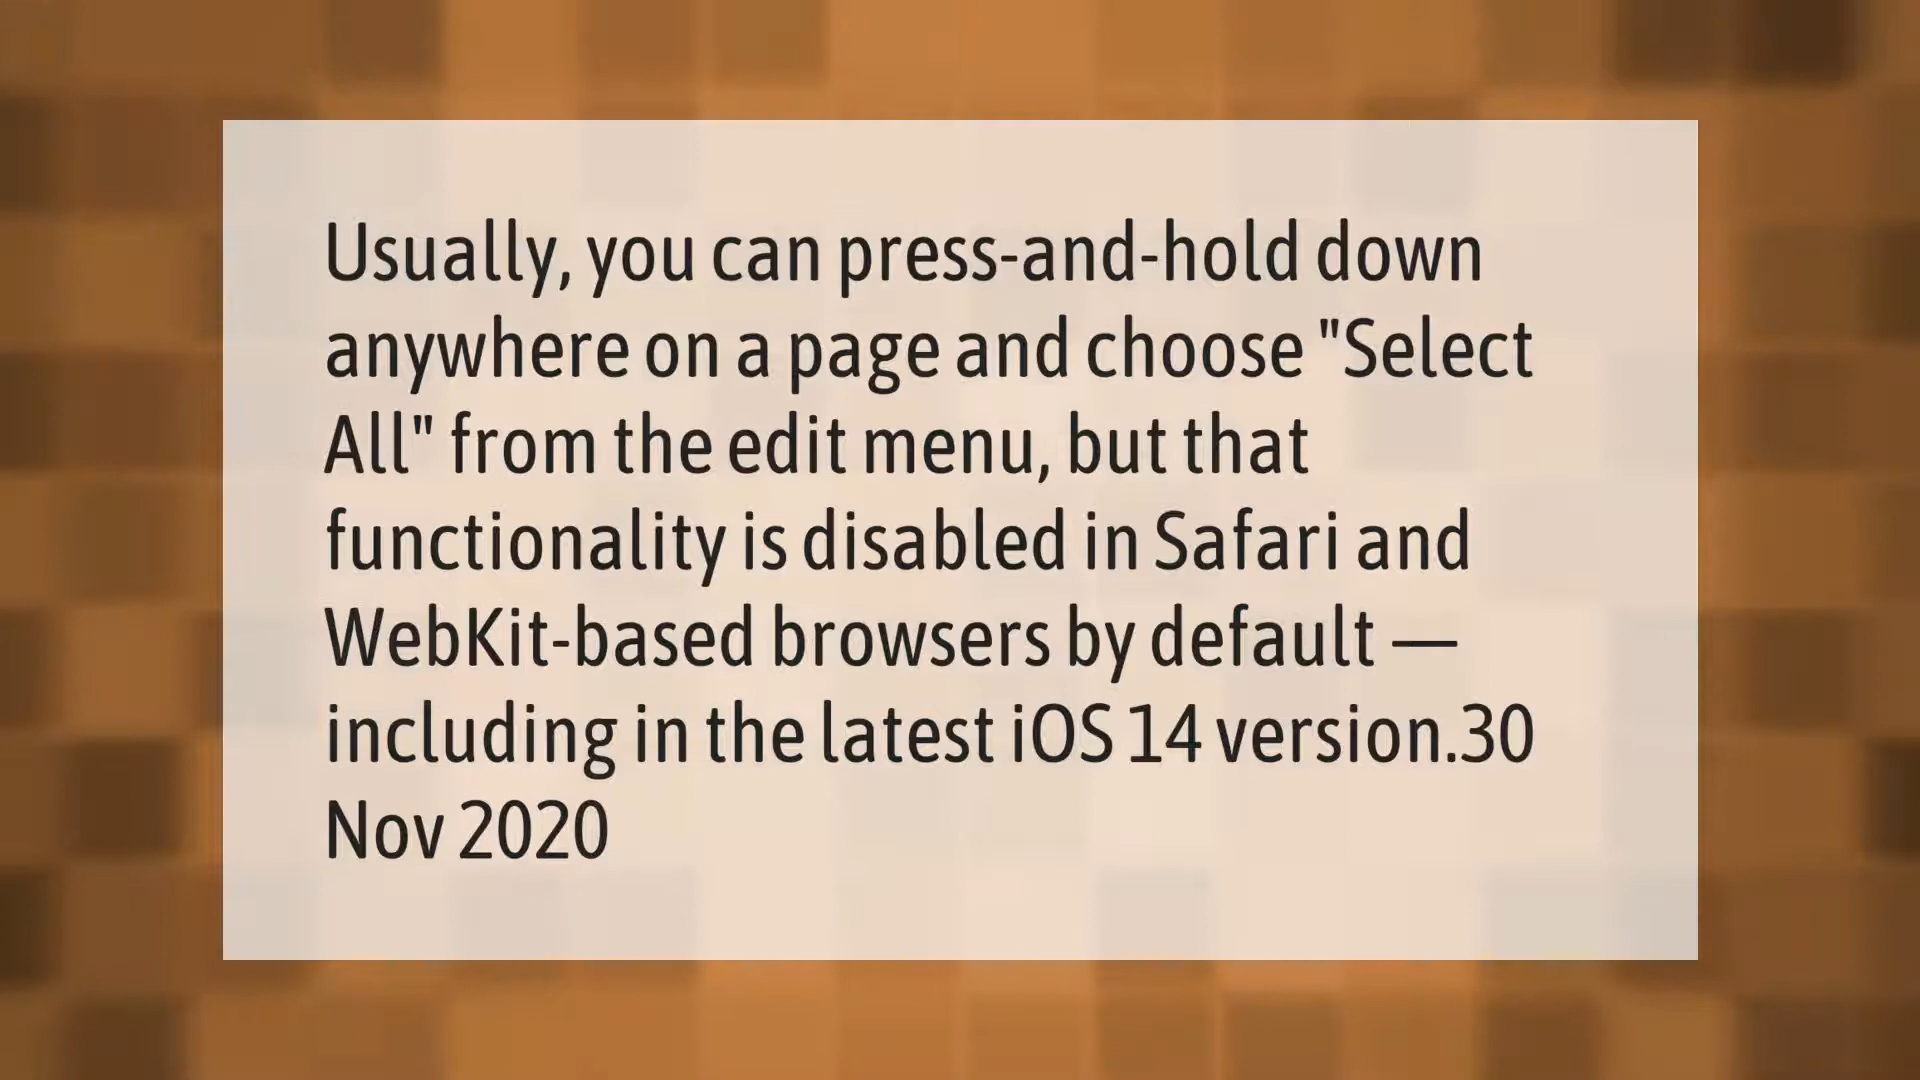 Usually, you can press-and-hold down
anywhere on a page and choose "Select
All" from the edit menu, but that
functionality is disabled in Safari and
WebKit-based browsers by default —
including in the latest iOS 14 version.30
Nov 2020